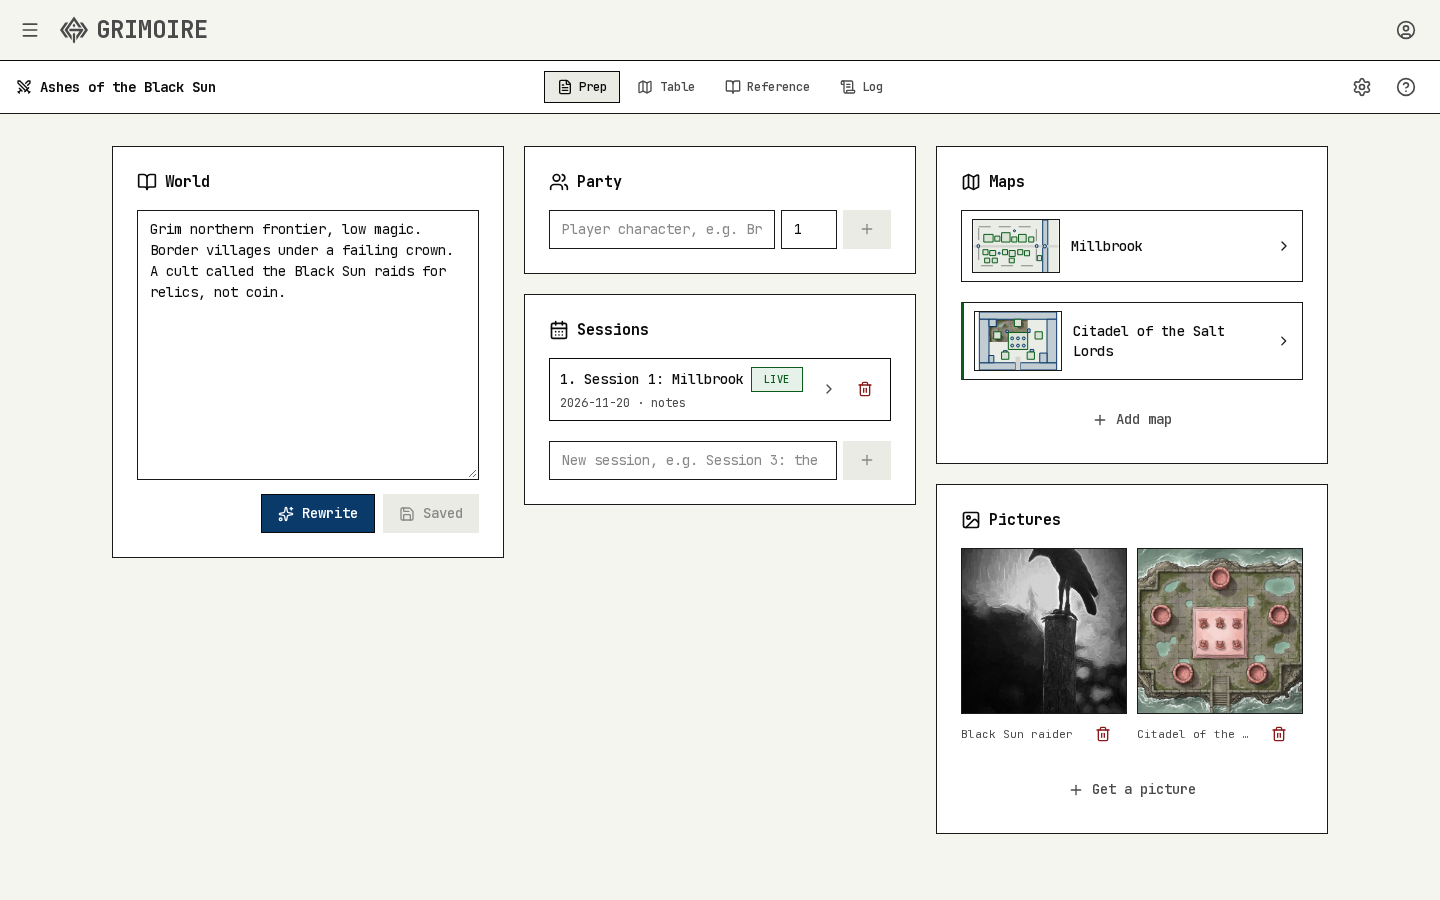 GRIMOIRE
Ashes of the Black Sun
Prep
Table
Reference
Log
World
Grim northern frontier, low magic.
Border villages under a failing crown.
A cult called the Black Sun raids for
relics, not coin.
Rewrite
Saved
Party
Player character, e.g. Br
1
Sessions
1. Session 1: Millbrook
LIVE
2026-11-20 · notes
New session, e.g. Session 3: the
Maps
Millbrook
Citadel of the Salt
Lords
Add map
Pictures
Black Sun raider
Citadel of the …
Get a picture